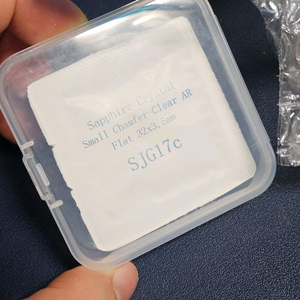 Sapphire Crystal
Small Chamfer Clear AR
Flat 32x3.5mm
SJG17c